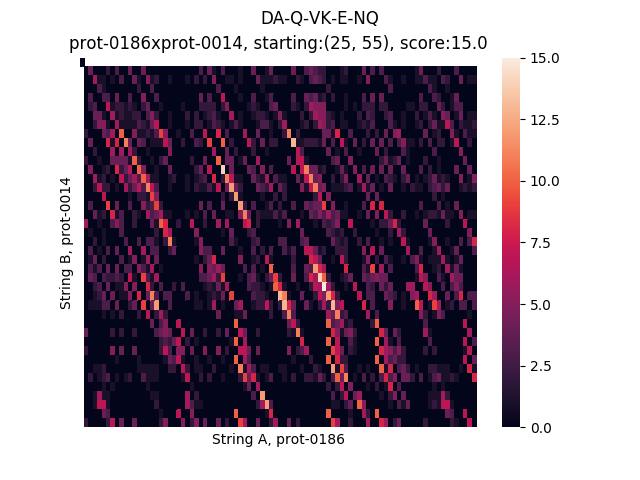 DA-Q-VK-E-NQ
prot-0186xprot-0014, starting:(25, 55), score:15.0
15.0
12.5
10.0
7.5
5.0
2.5
0.0
String B, prot-0014
String A, prot-0186